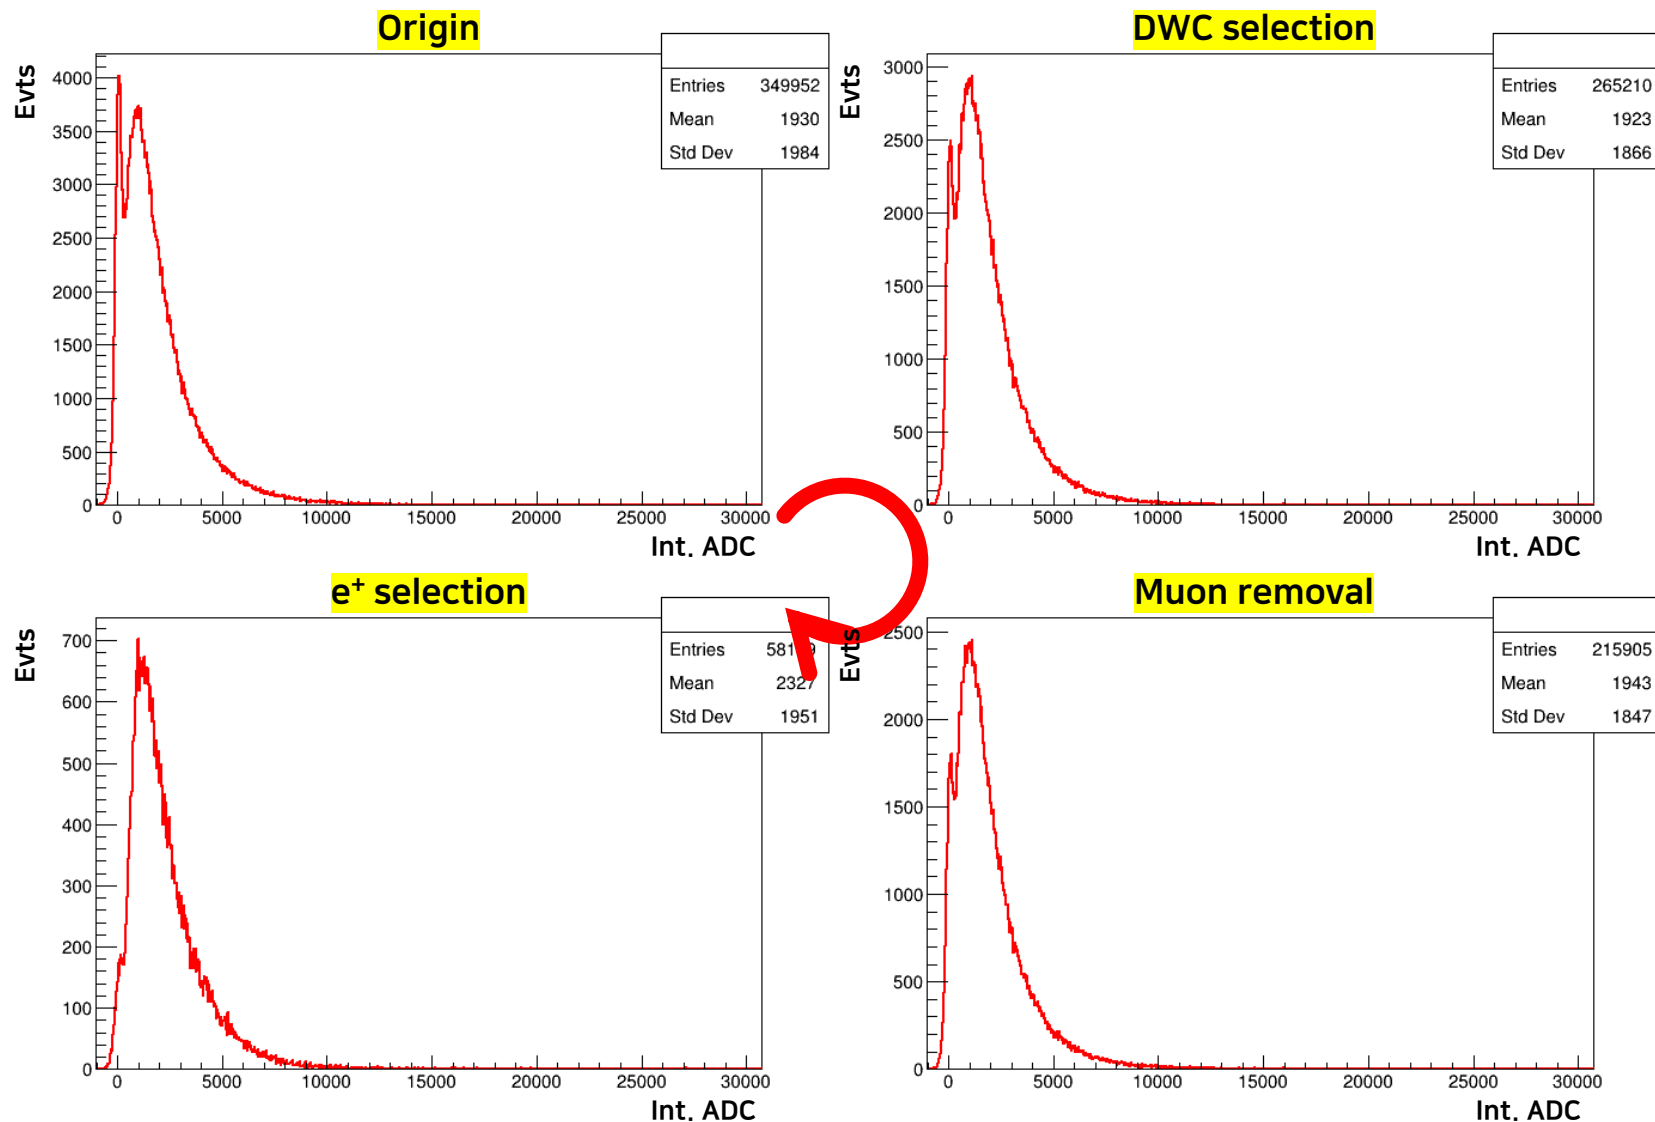 Origin
Evts
Entries 349952
Mean 1930
Std Dev 1984
4000
3500
3000
2500
2000
1500
1000
500
0
0 5000 10000 15000 20000 25000 30000
Int. ADC
DWC selection
Evts
Entries 265210
Mean 1923
Std Dev 1866
3000
2500
2000
1500
1000
500
0
0 5000 10000 15000 20000 25000 30000
Int. ADC
e⁺ selection
Evts
Entries
Mean 2327
Std Dev 1951
700
600
500
400
300
200
100
0
0 5000 10000 15000 20000 25000 30000
Int. ADC
Muon removal
Evts
Entries 215905
Mean 1943
Std Dev 1847
2500
2000
1500
1000
500
0
0 5000 10000 15000 20000 25000 30000
Int. ADC